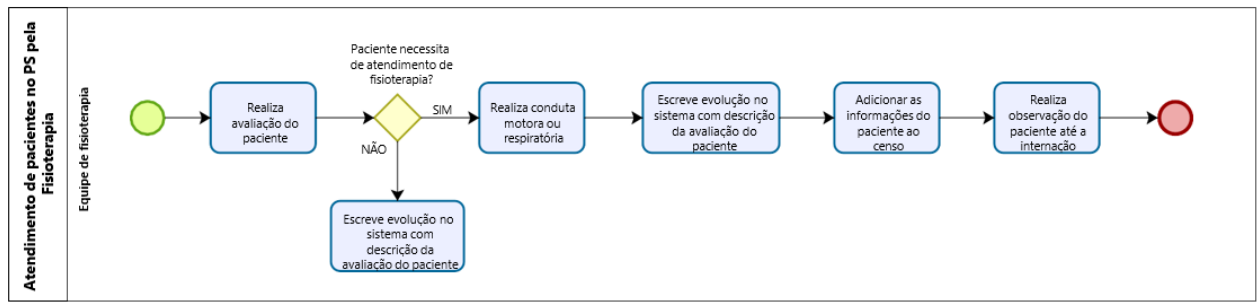 Atendimento de pacientes no PS pela
Fisioterapia
Equipe de fisioterapia
Realiza
avaliação do
paciente
Paciente necessita
de atendimento de
fisioterapia?
SIM
NÃO
Escreve evolução no
sistema com
descrição da
avaliação do paciente
Realiza conduta
motora ou
respiratória
Escreve evolução no
sistema com descrição
da avaliação do
paciente
Adicionar as
informações do
paciente ao
censo
Realiza
observação do
paciente até a
internação